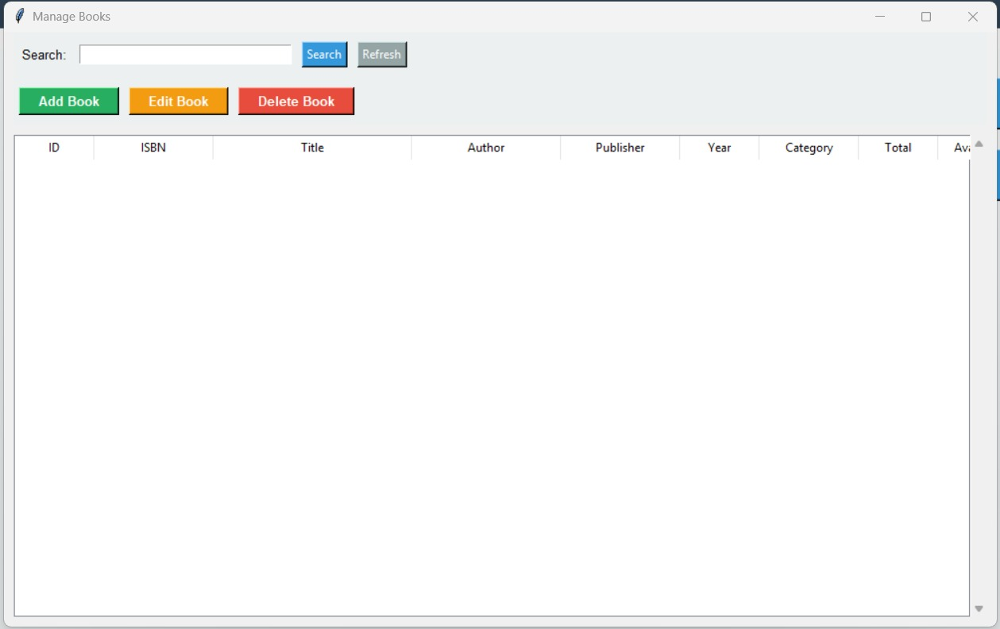 Manage Books
Search: Search Refresh
Add Book Edit Book Delete Book
ID ISBN Title Author Publisher Year Category Total